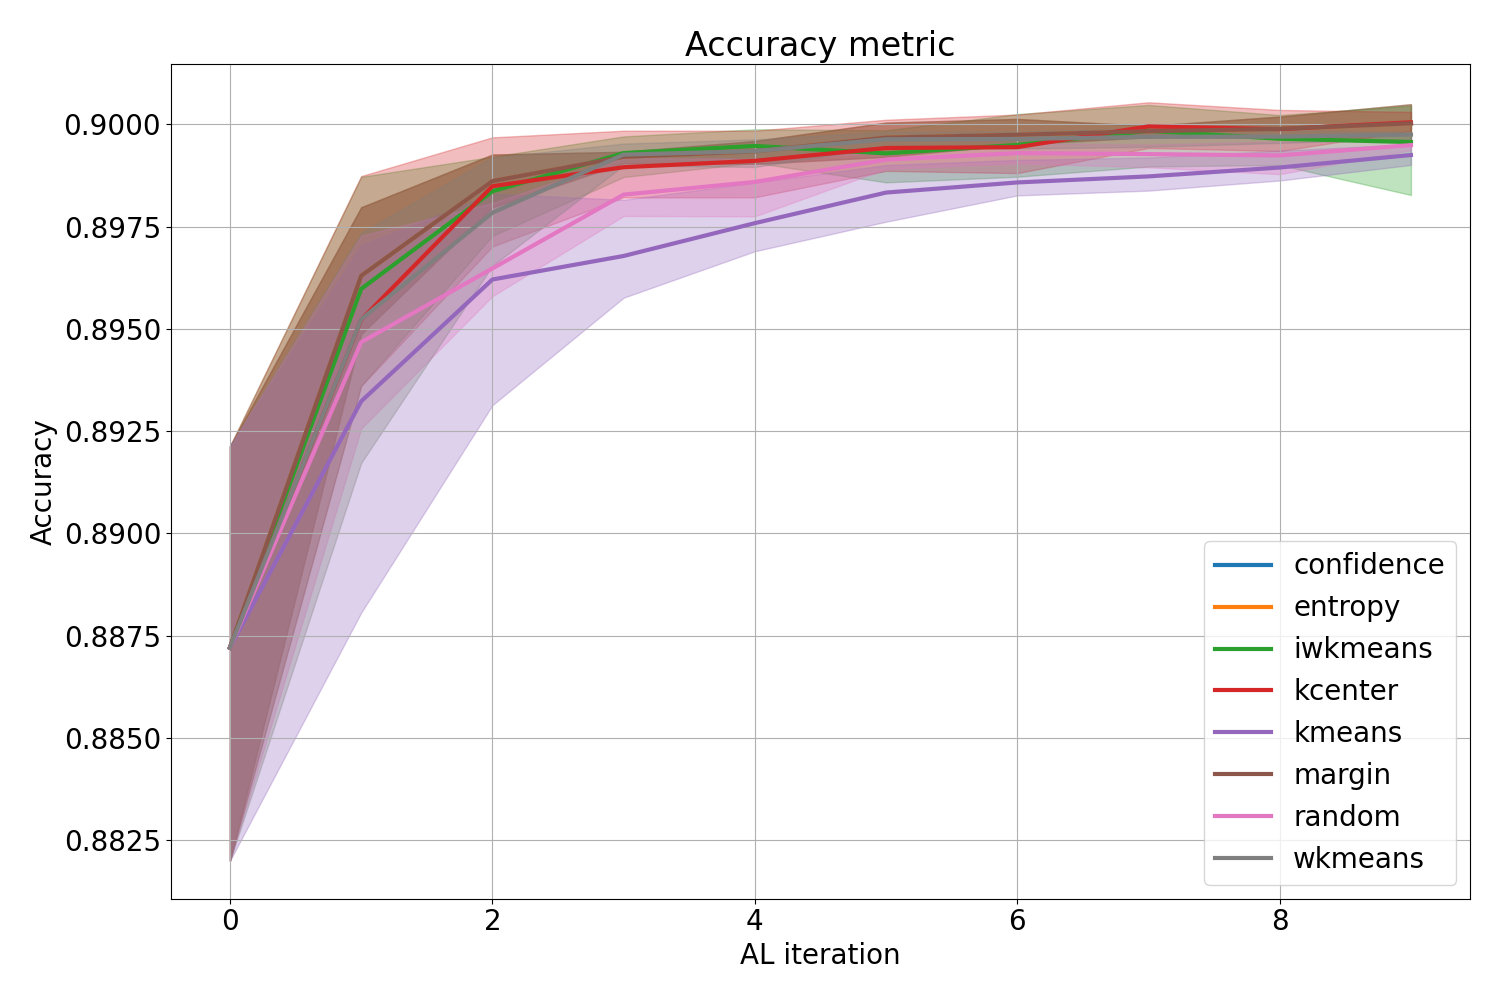 Accuracy metric
0.9000
0.8975
0.8950
0.8925
0.8900
0.8875
0.8850
0.8825
Accuracy
0
2
4
6
8
AL iteration
confidence
entropy
iwkmeans
kcenter
kmeans
margin
random
wkmeans